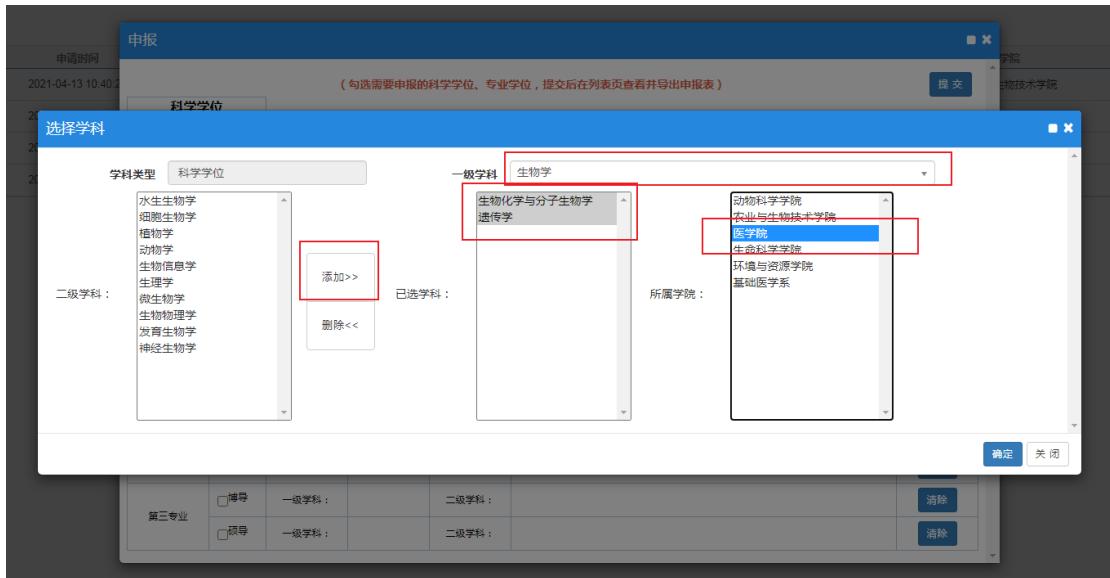 申报
申请时间
学院
2021-04-13 10:40:2
（勾选需要申报的科学学位、专业学位，提交后在列表页查看并导出申报表）
提 交
生物技术学院
科学学位
选择学科
学科类型
科学学位
一级学科
生物学
水生生物学
细胞生物学
植物学
动物学
生物信息学
生理学
微生物学
生物物理学
发育生物学
神经生物学
二级学科：
添加>>
删除<<
已选学科：
生物化学与分子生物学
遗传学
所属学院：
动物科学学院
农业与生物技术学院
医学院
生命科学学院
环境与资源学院
基础医学系
确定
关 闭
第三专业
博导
一级学科：
二级学科：
清除
硕导
一级学科：
二级学科：
清除